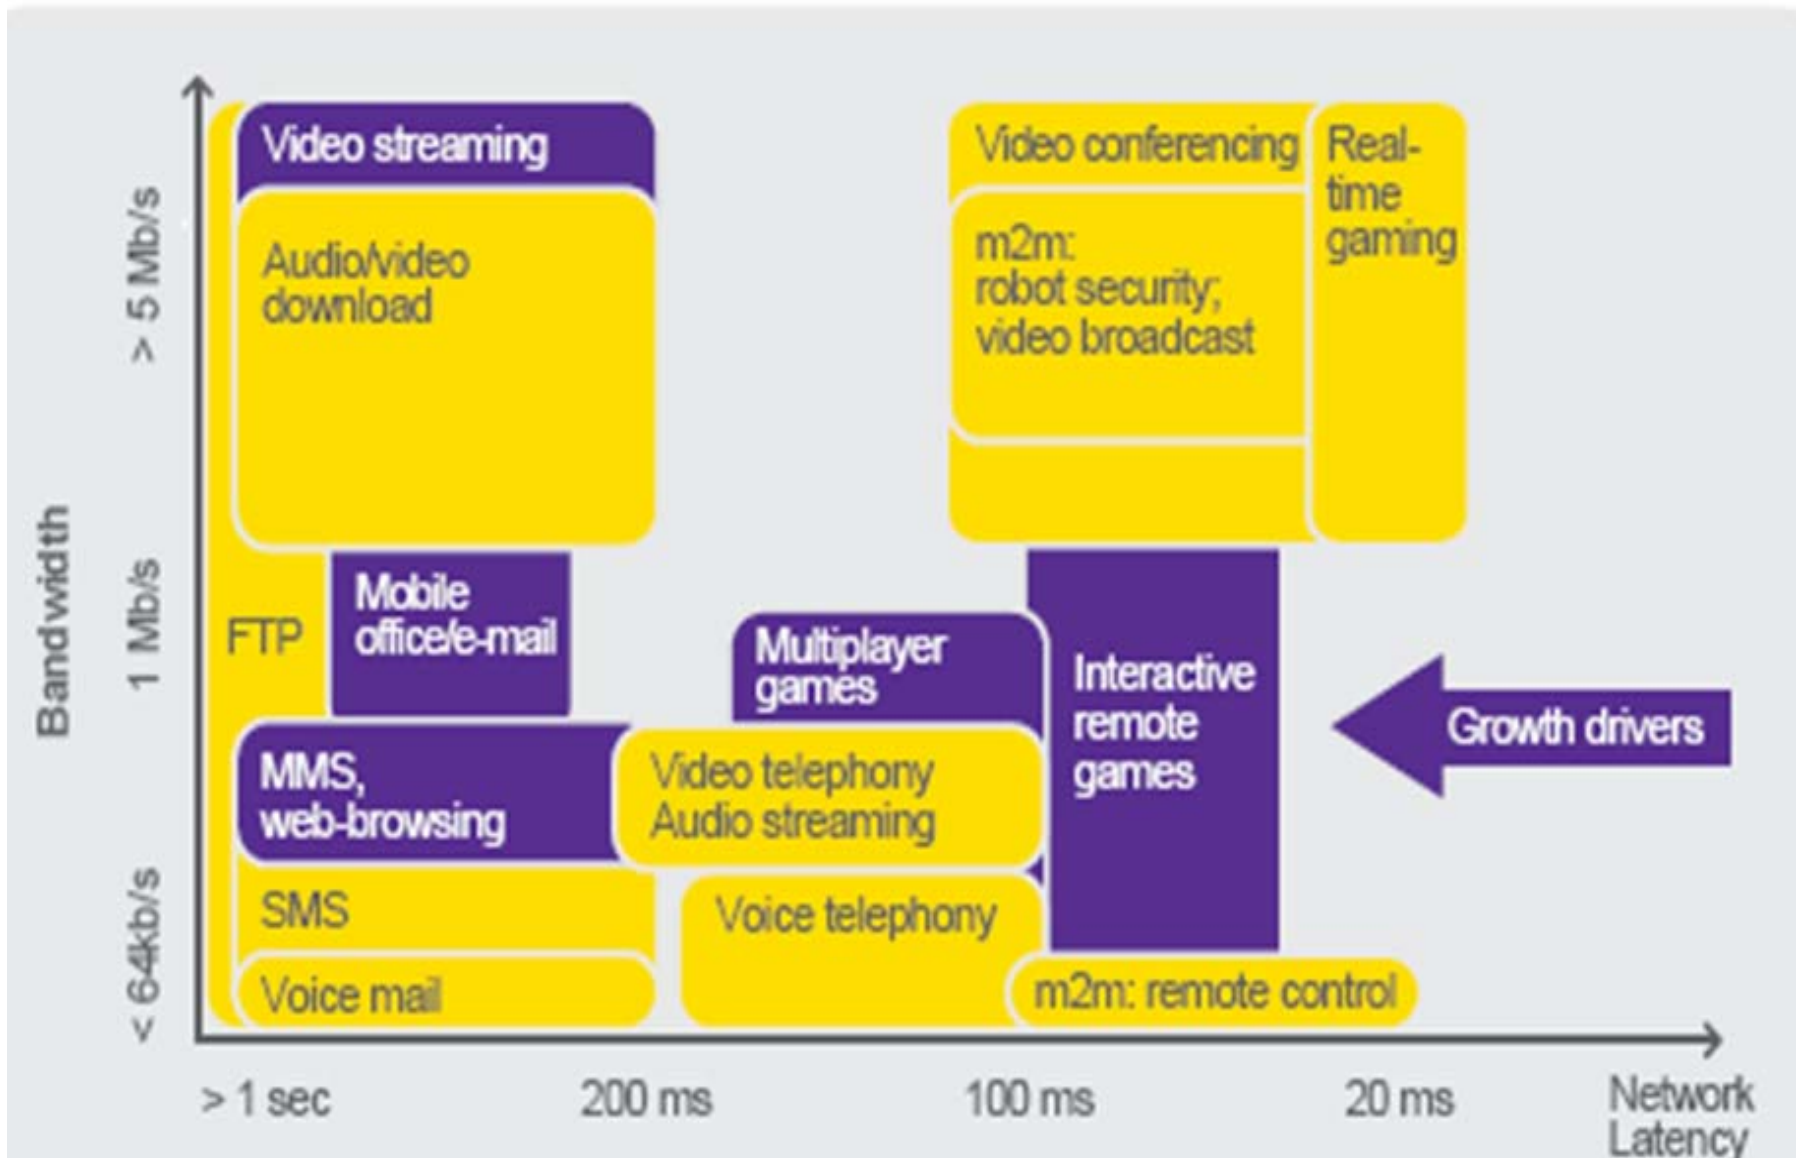 Video streaming
Audio/video
download
Video conferencing
Real-
time
gaming
m2m:
robot security;
video broadcast
FTP
Mobile
office/e-mail
Multiplayer
games
Interactive
remote
games
Growth drivers
MMS,
web-browsing
Video telephony
Audio streaming
SMS
Voice telephony
Voice mail
m2m: remote control
Bandwidth
> 5 Mb/s
1 Mb/s
< 64kb/s
> 1 sec
200 ms
100 ms
20 ms
Network
Latency